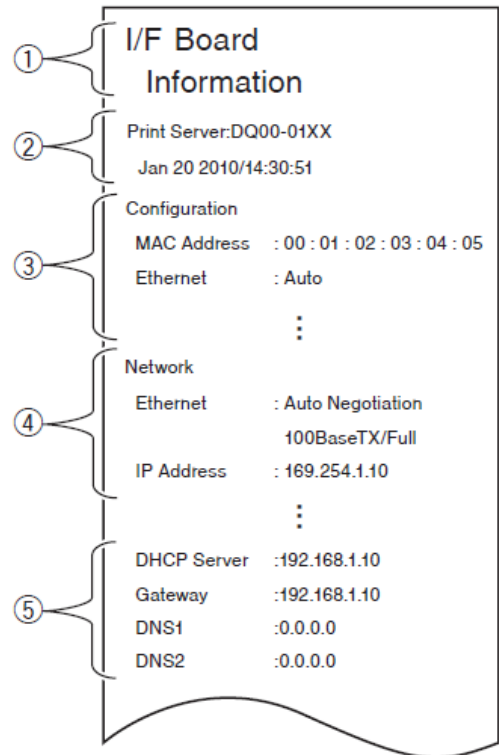 ① I/F Board
Information
② Print Server:DQ00-01XX
Jan 20 2010/14:30:51
Configuration
③ MAC Address : 00 : 01 : 02 : 03 : 04 : 05
Ethernet : Auto
⋮
Network
④ Ethernet : Auto Negotiation
100BaseTX/Full
IP Address : 169.254.1.10
⋮
DHCP Server :192.168.1.10
⑤ Gateway :192.168.1.10
DNS1 :0.0.0.0
DNS2 :0.0.0.0